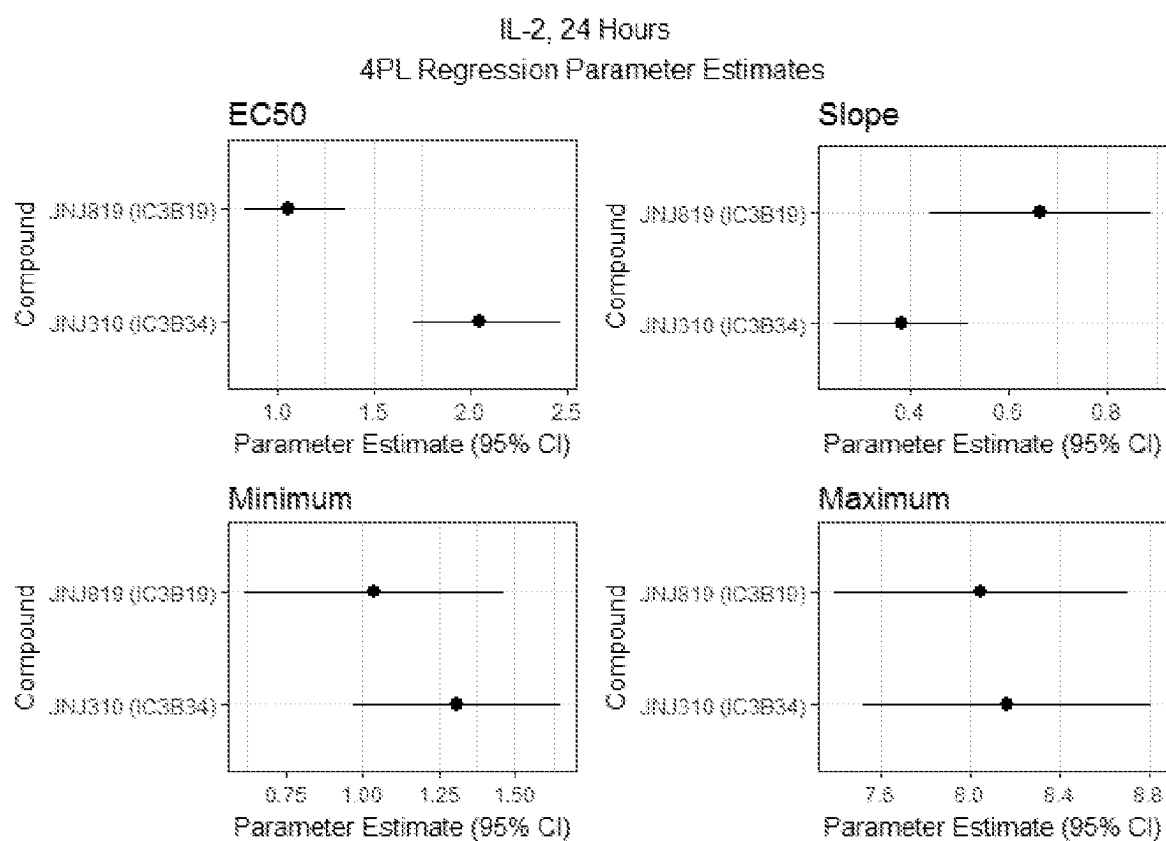 IL-2, 24 Hours
4PL Regression Parameter Estimates
EC50
Compound
JNJ819 (IC3B19)
JNJ310 (IC3B34)
1.0 1.5 2.0 2.5
Parameter Estimate (95% CI)
Slope
Compound
JNJ819 (IC3B19)
JNJ310 (IC3B34)
0.4 0.6 0.8
Parameter Estimate (95% CI)
Minimum
Compound
JNJ819 (IC3B19)
JNJ310 (IC3B34)
0.75 1.00 1.25 1.50
Parameter Estimate (95% CI)
Maximum
Compound
JNJ819 (IC3B19)
JNJ310 (IC3B34)
7.6 8.0 8.4 8.8
Parameter Estimate (95% CI)